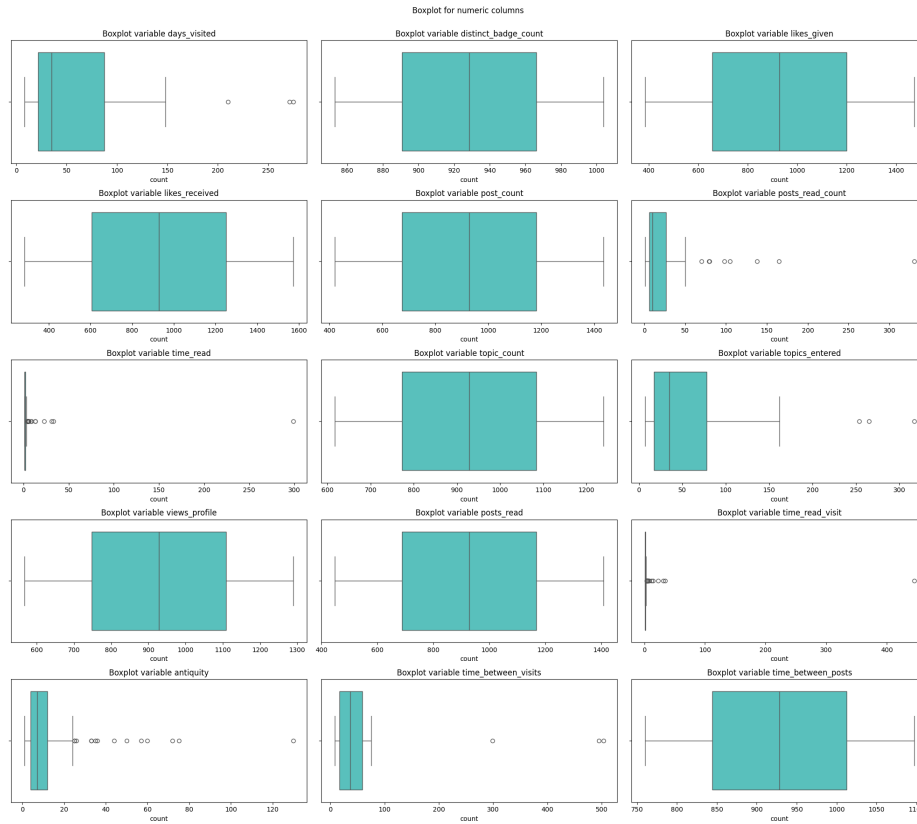 Boxplot for numeric columns
Boxplot variable days_visited
0 50 100 150 200 250
count
Boxplot variable distinct_badge_count
860 880 900 920 940 960 980 1000
count
Boxplot variable likes_given
400 600 800 1000 1200 1400
count
Boxplot variable likes_received
400 600 800 1000 1200 1400 1600
count
Boxplot variable post_count
400 600 800 1000 1200 1400
count
Boxplot variable posts_read_count
0 50 100 150 200 250 300
count
Boxplot variable time_read
0 50 100 150 200 250 300
count
Boxplot variable topic_count
600 700 800 900 1000 1100 1200
count
Boxplot variable topics_entered
0 50 100 150 200 250 300
count
Boxplot variable views_profile
600 700 800 900 1000 1100 1200 1300
count
Boxplot variable posts_read
400 600 800 1000 1200 1400
count
Boxplot variable time_read_visit
0 100 200 300 400
count
Boxplot variable antiquity
0 20 40 60 80 100 120
count
Boxplot variable time_between_visits
0 100 200 300 400 500
count
Boxplot variable time_between_posts
750 800 850 900 950 1000 1050
count